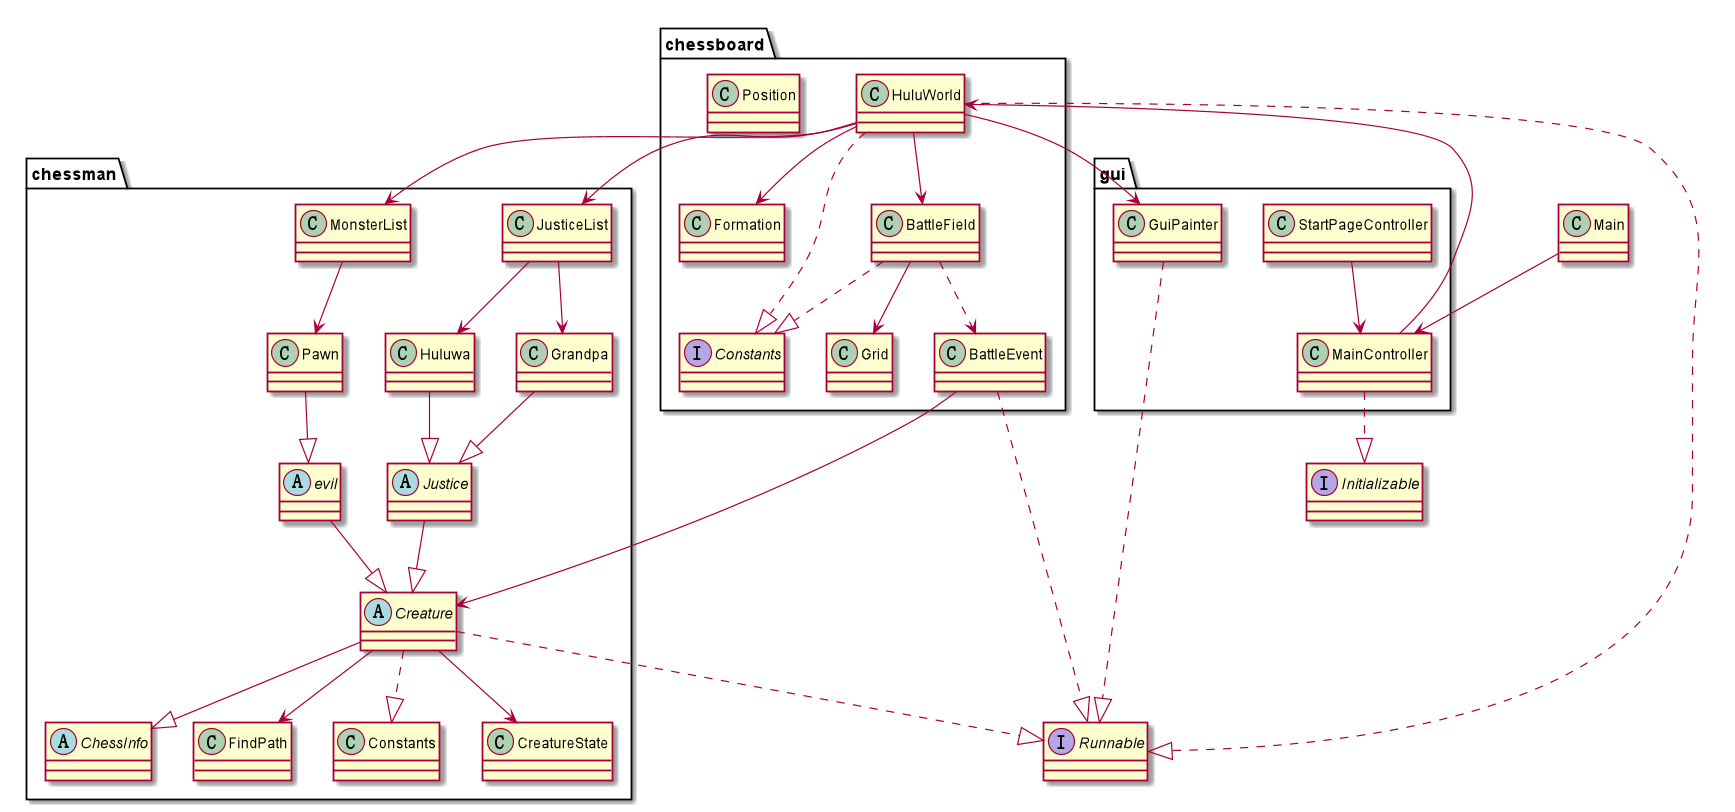 chessboard
C Position
C HuluWorld
chessman
gui
C MonsterList
C JusticeList
C Formation
C BattleField
C GuiPainter
C StartPageController
C Main
C Pawn
C Huluwa
C Grandpa
I Constants
C Grid
C BattleEvent
C MainController
A evil
A Justice
I Initializable
A Creature
A ChessInfo
C FindPath
C Constants
C CreatureState
I Runnable